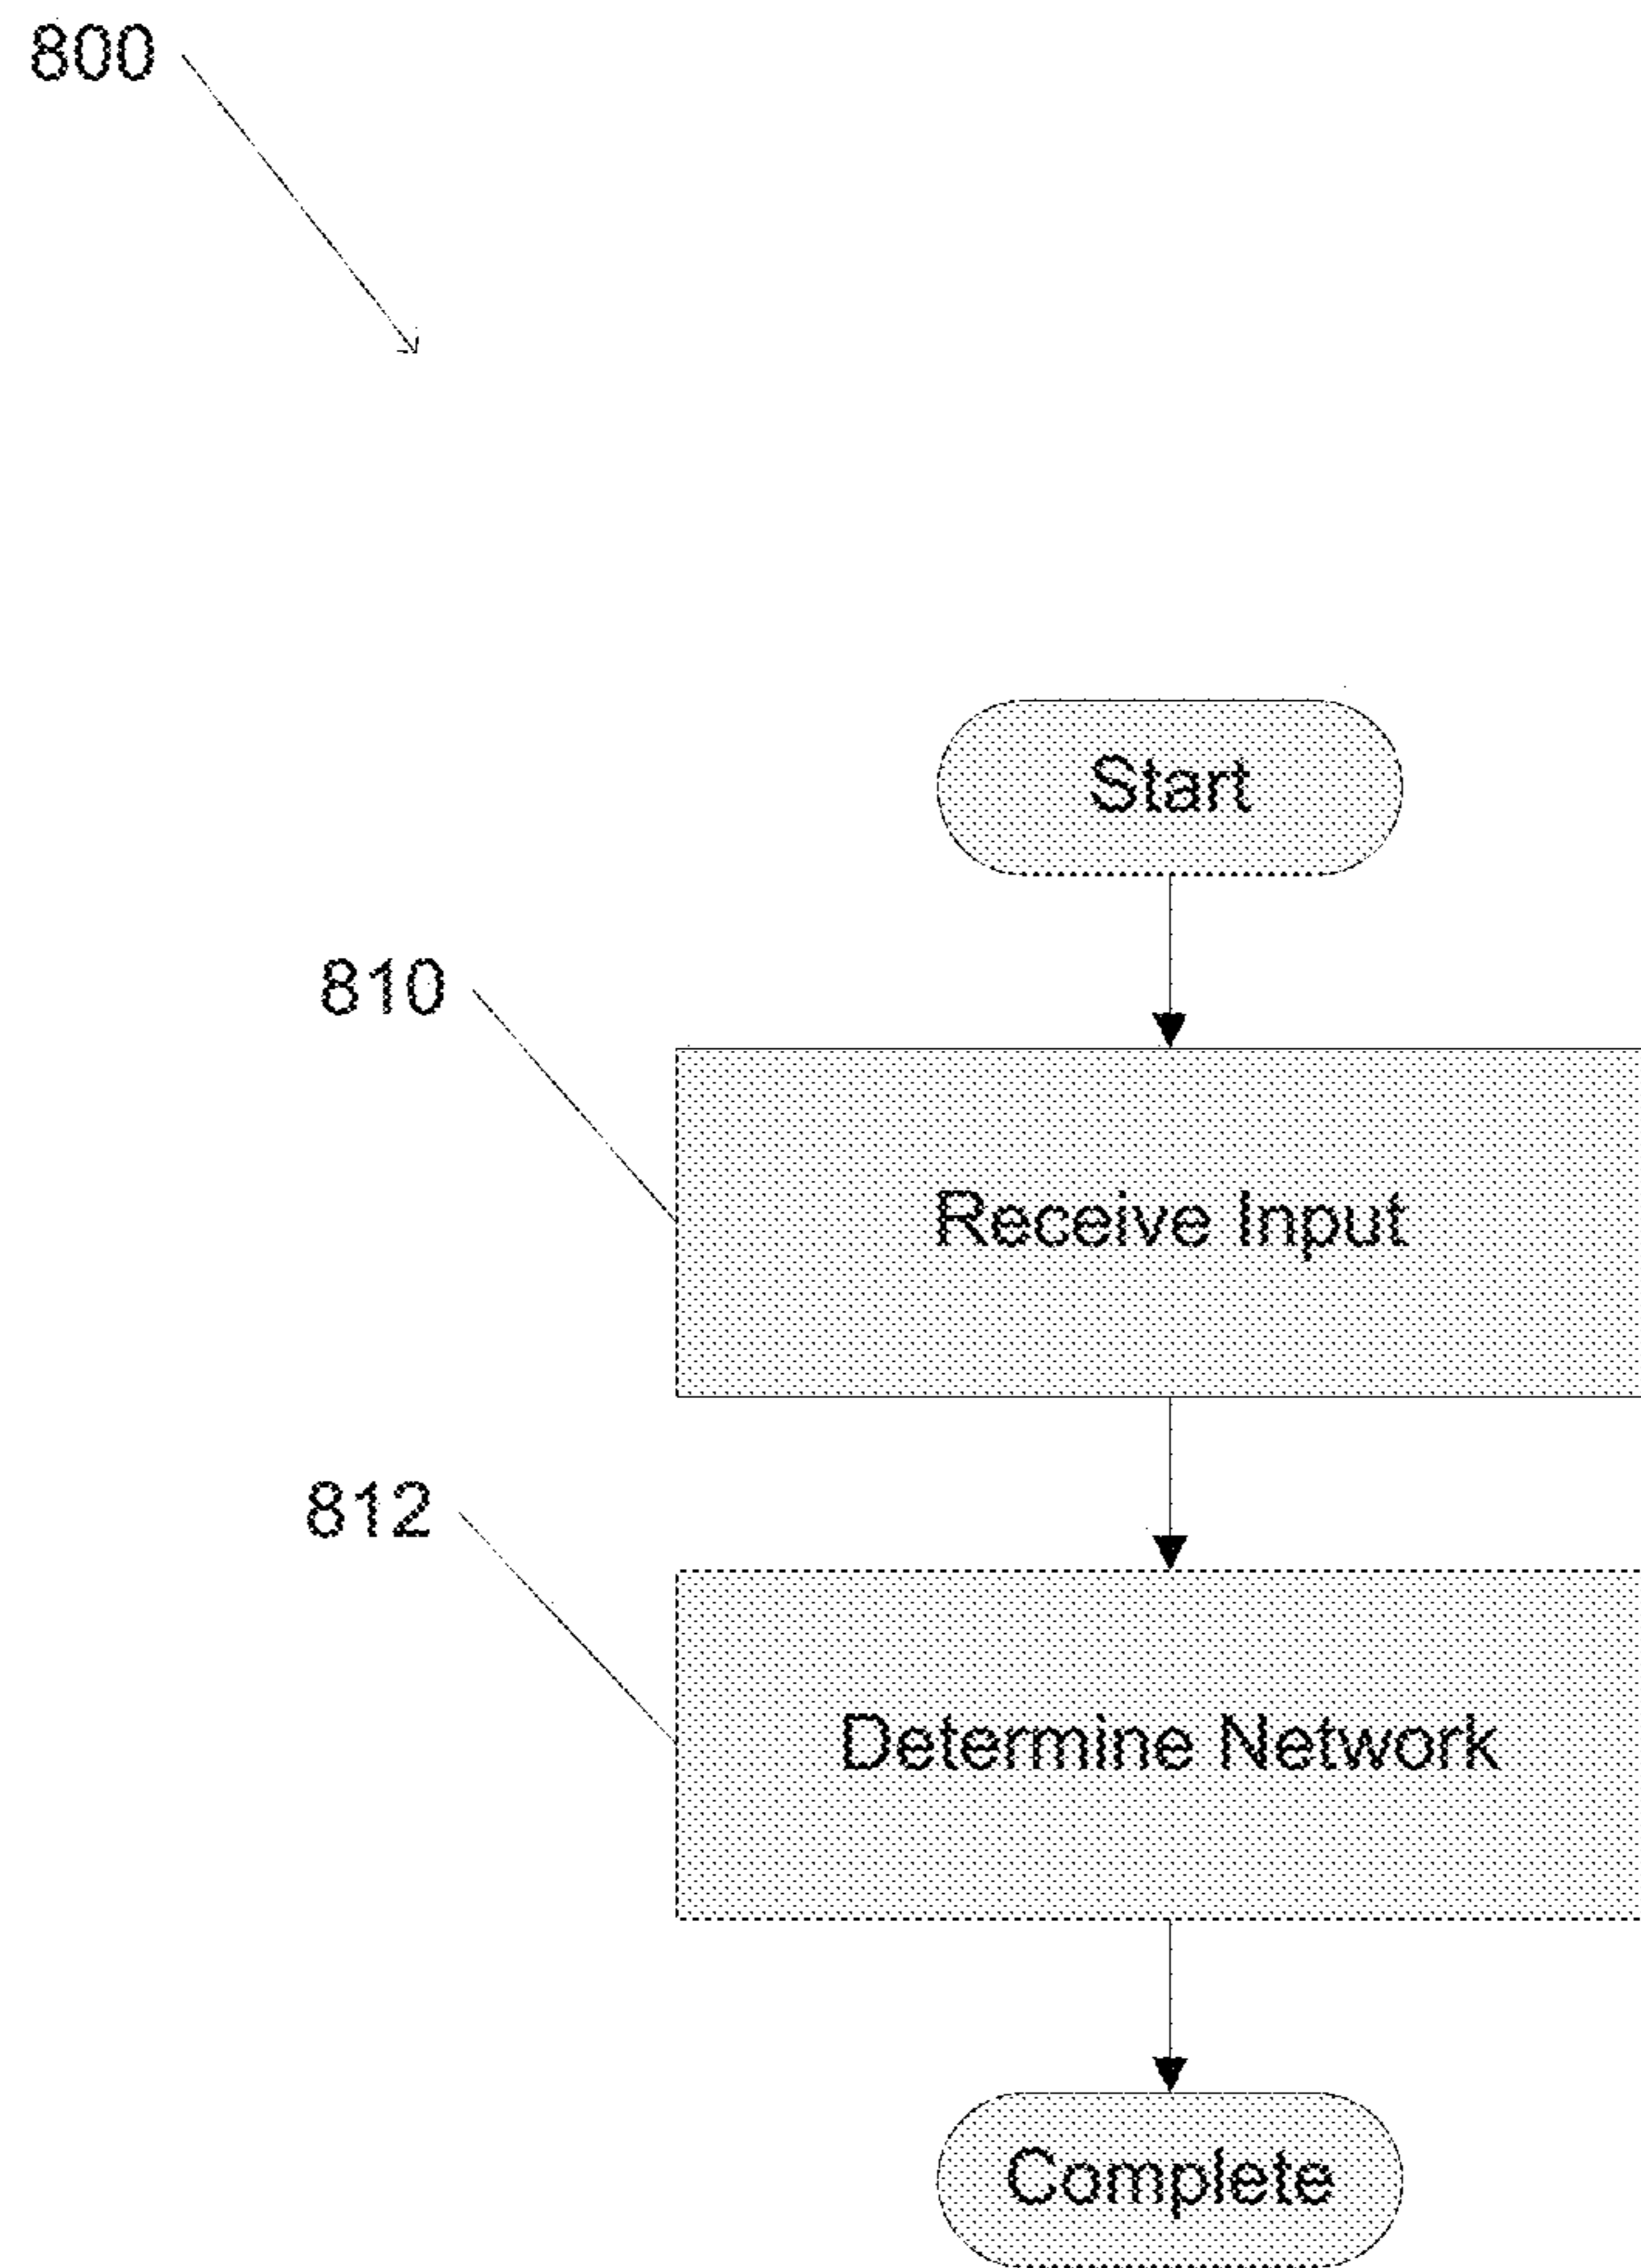 800
Start
810
Receive Input
812
Determine Network
Complete